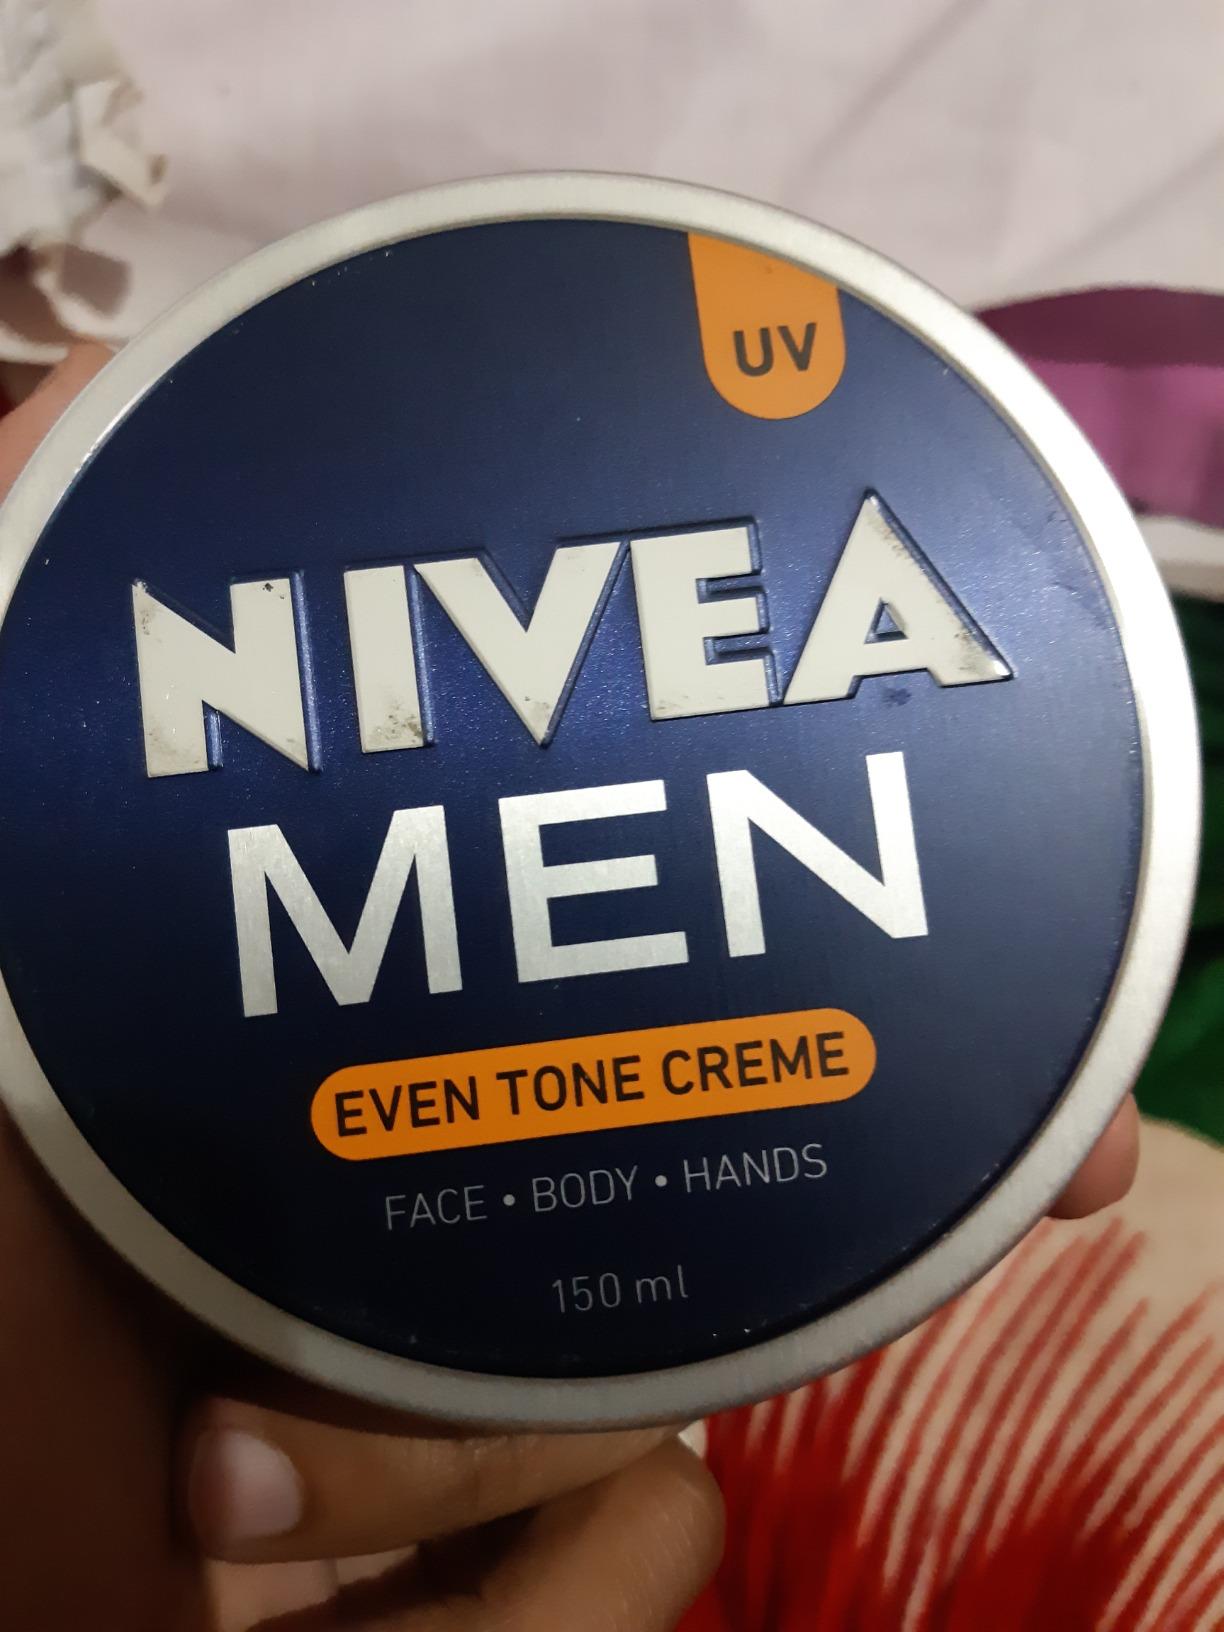 UV
NIVEA
MEN
EVEN TONE CREME
FACE • BODY • HANDS
150 ml